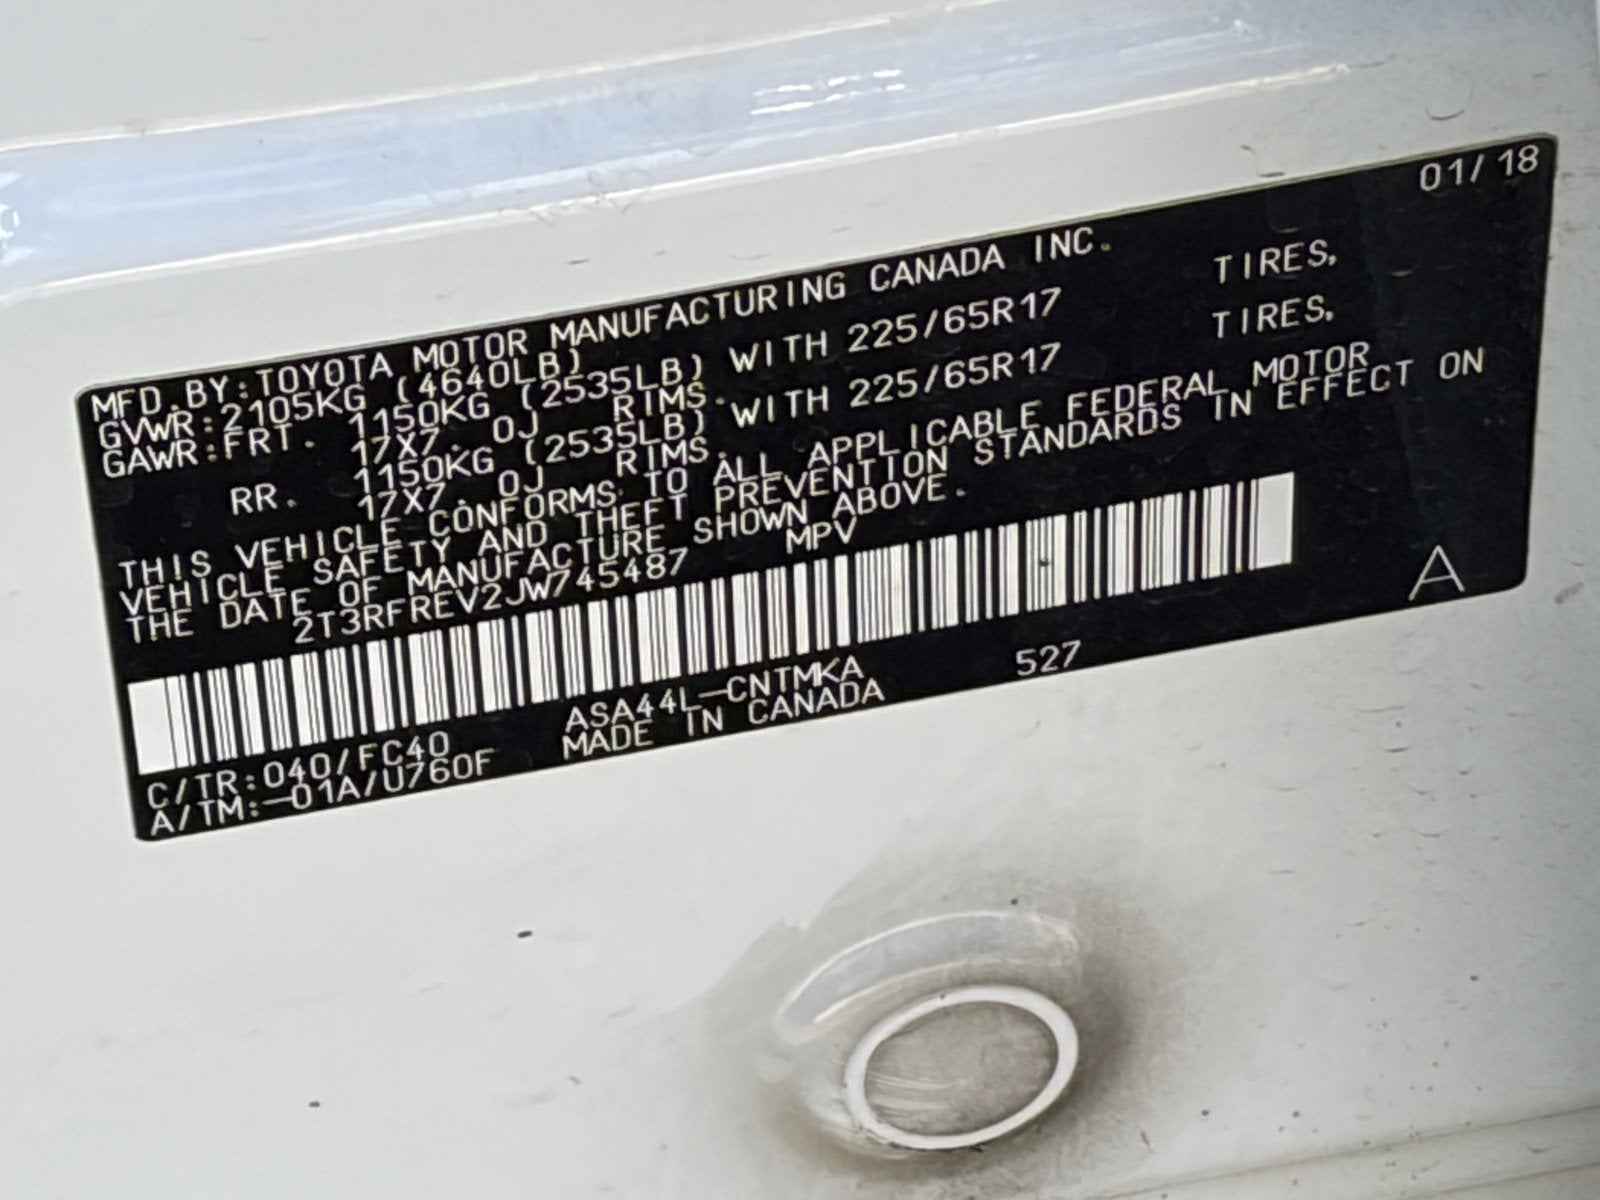 01/18
MFD.BY:TOYOTA MOTOR MANUFACTURING CANADA INC.
GVWR:2105KG (4640LB)
GAWR:FRT. 1150KG (2535LB) WITH 225/65R17 TIRES,
17X7.0J RIMS.
RR. 1150KG (2535LB) WITH 225/65R17 TIRES,
17X7.0J RIMS.
THIS VEHICLE CONFORMS TO ALL APPLICABLE FEDERAL MOTOR
VEHICLE SAFETY AND THEFT PREVENTION STANDARDS IN EFFECT ON
THE DATE OF MANUFACTURE SHOWN ABOVE.
2T3RFREV2JW745487 MPV
A
C/TR:040/FC40 ASA44L-CNTMKA 527
A/TM:-01A/U760F MADE IN CANADA